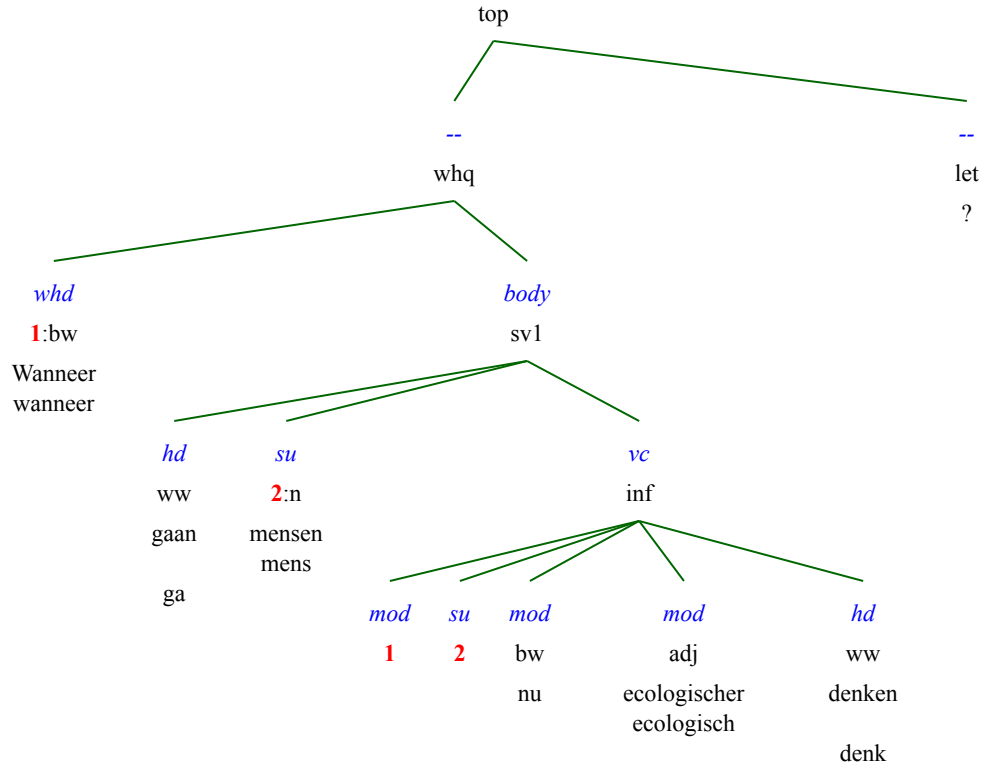 top
-- --
whq let
?
whd body
1:bw sv1
Wanneer
wanneer
hd su vc
ww 2:n inf
gaan mensen
mens
ga
mod su mod mod hd
1 2 bw adj ww
nu ecologischer denken
ecologisch
denk